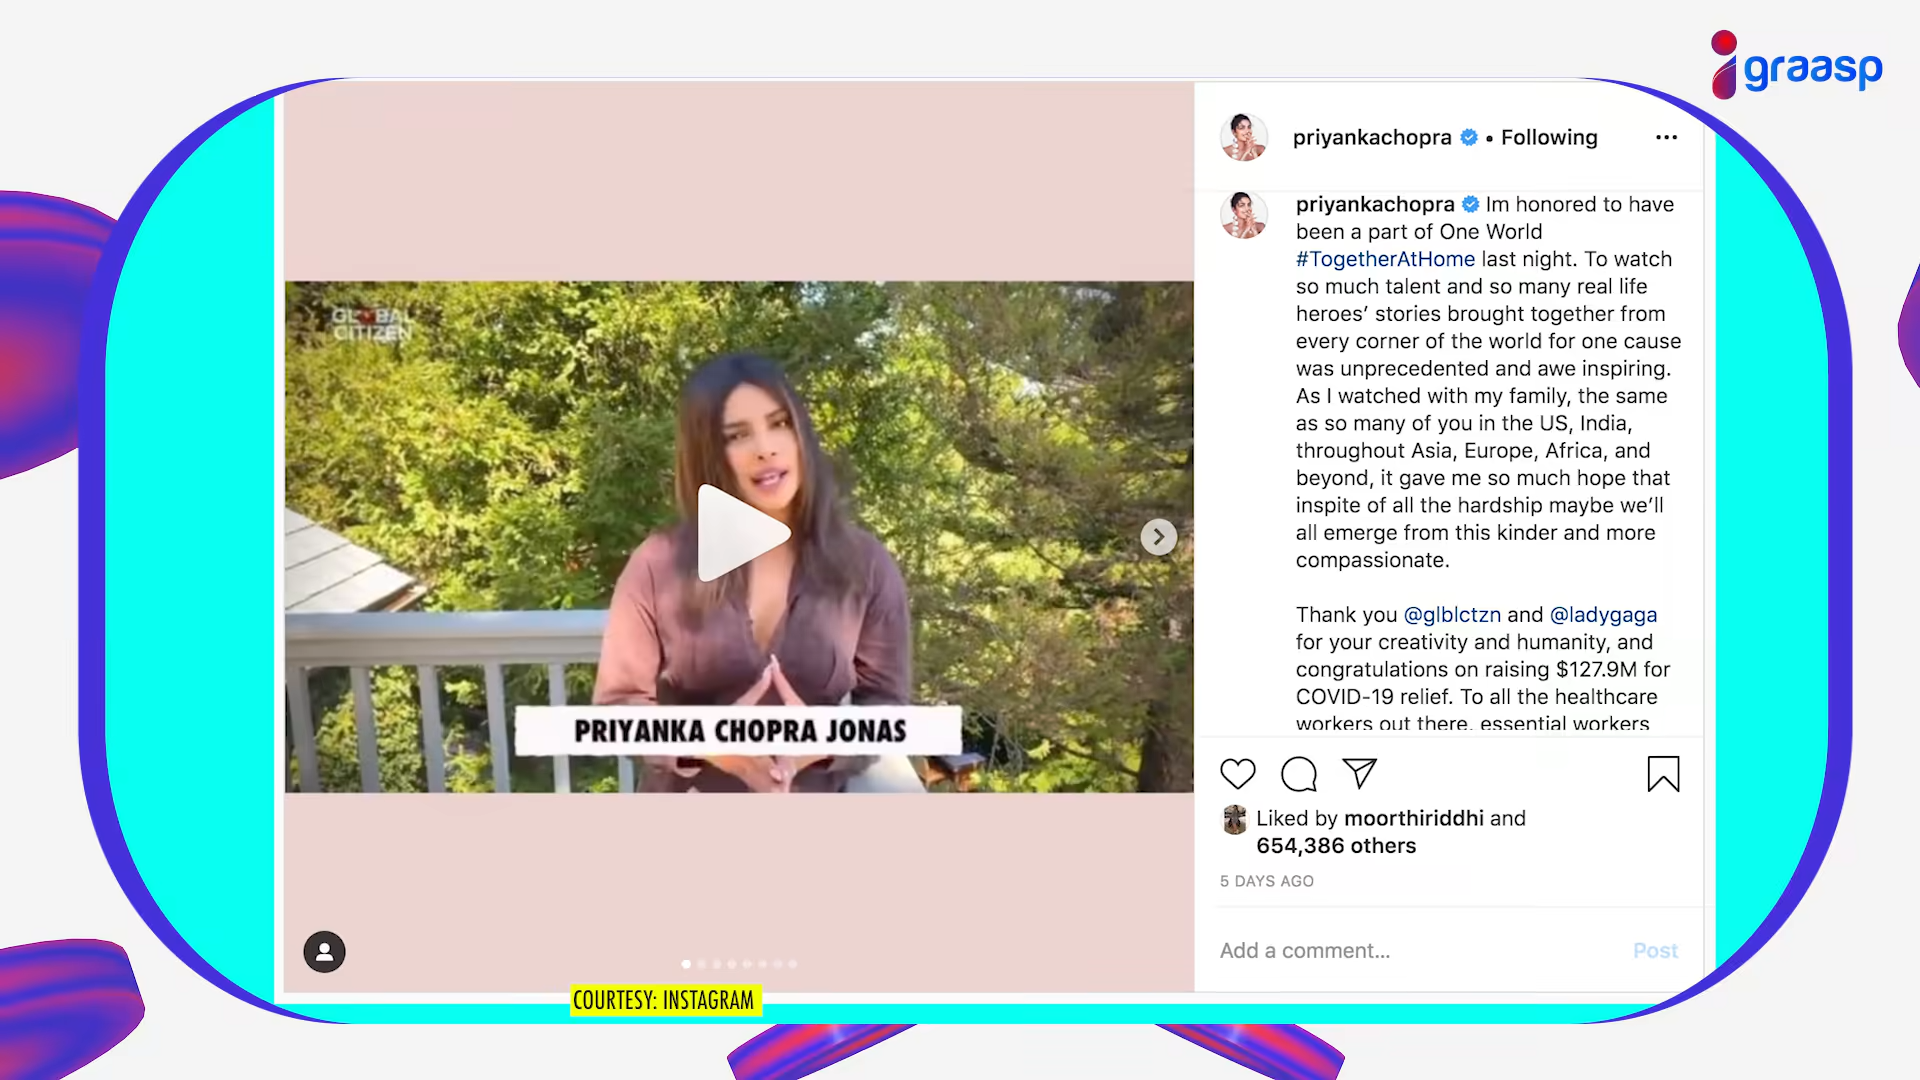 graasp
priyankachopra • Following
priyankachopra Im honored to have
been a part of One World
#TogetherAtHome last night. To watch
so much talent and so many real life
heroes’ stories brought together from
every corner of the world for one cause
was unprecedented and awe inspiring.
As I watched with my family, the same
as so many of you in the US, India,
throughout Asia, Europe, Africa, and
beyond, it gave me so much hope that
inspite of all the hardship maybe we’ll
all emerge from this kinder and more
compassionate.
Thank you @glblctzn and @ladygaga
for your creativity and humanity, and
congratulations on raising $127.9M for
COVID-19 relief. To all the healthcare
workers out there, essential workers
Liked by moorthiriddhi and
654,386 others
5 DAYS AGO
Add a comment...
Post
GLOBAL
CITIZEN
PRIYANKA CHOPRA JONAS
COURTESY: INSTAGRAM